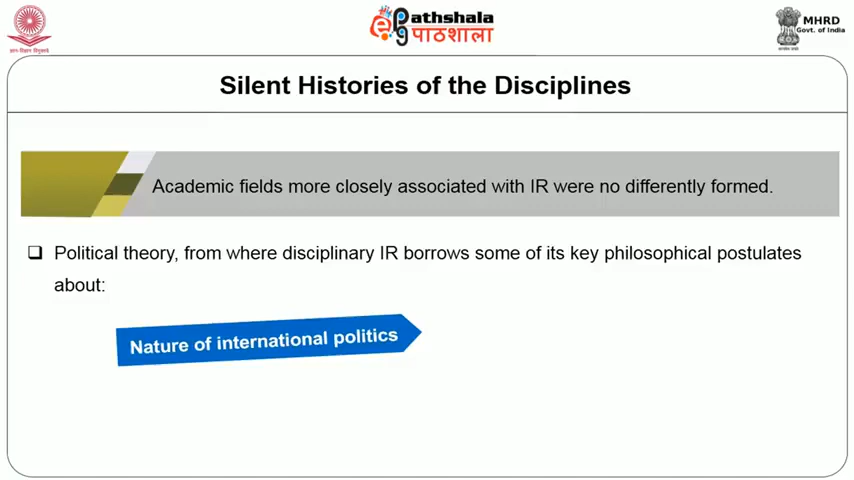 ePathshala
पाठशाला
MHRD
Govt. of India
Silent Histories of the Disciplines
Academic fields more closely associated with IR were no differently formed.
❑ Political theory, from where disciplinary IR borrows some of its key philosophical postulates
about:
Nature of international politics